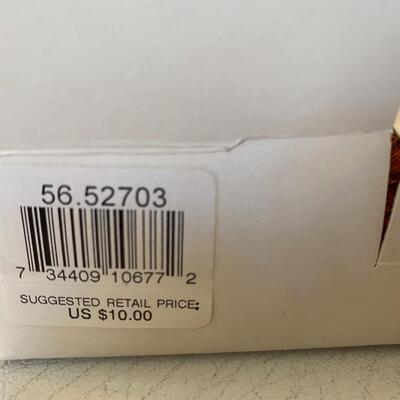 56.52703
7 34409 10677 2
SUGGESTED RETAIL PRICE:
US $10.00